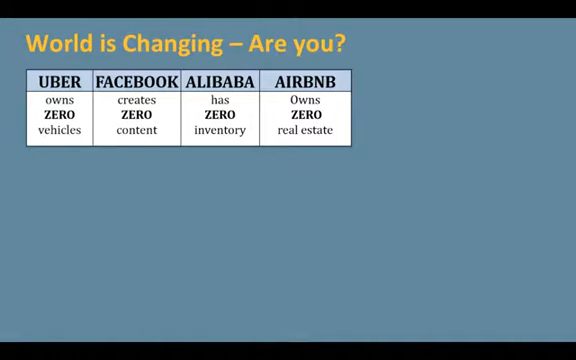 World is Changing – Are you?
UBER FACEBOOK ALIBABA AIRBNB
owns creates has Owns
ZERO ZERO ZERO ZERO
vehicles content inventory real estate